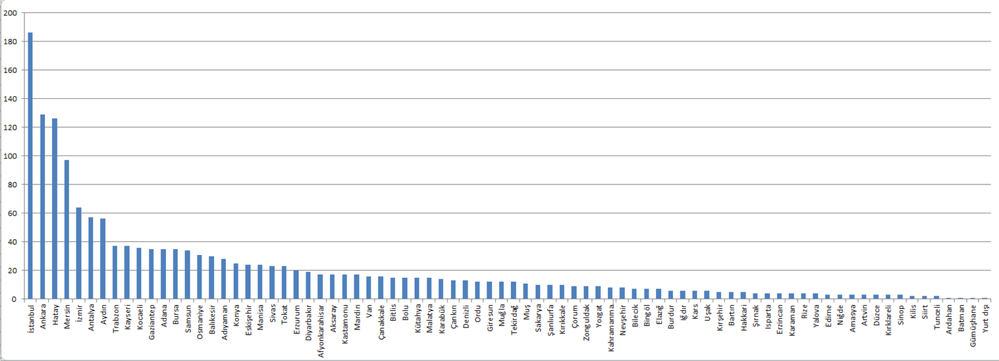 200
180
160
140
120
100
80
60
40
20
0
İstanbul
Ankara
Hatay
Mersin
İzmir
Antalya
Aydın
Trabzon
Kayseri
Kocaeli
Gaziantep
Adana
Bursa
Samsun
Osmaniye
Balıkesir
Adıyaman
Konya
Eskişehir
Manisa
Sivas
Tokat
Erzurum
Diyarbakır
Afyonkarahisar
Aksaray
Kastamonu
Mardin
Van
Çanakkale
Bitlis
Bolu
Kütahya
Malatya
Karabük
Çankırı
Denizli
Ordu
Giresun
Muğla
Tekirdağ
Muş
Sakarya
Şanlıurfa
Kırıkkale
Çorum
Zonguldak
Yozgat
Kahramanma...
Nevşehir
Bilecik
Bingöl
Elazığ
Burdur
Iğdır
Kars
Uşak
Kırşehir
Bartın
Hakkari
Şırnak
Isparta
Erzincan
Karaman
Rize
Yalova
Edirne
Niğde
Amasya
Artvin
Düzce
Kırklareli
Sinop
Kilis
Siirt
Tunceli
Ardahan
Batman
Gümüşhane
Yurt dışı